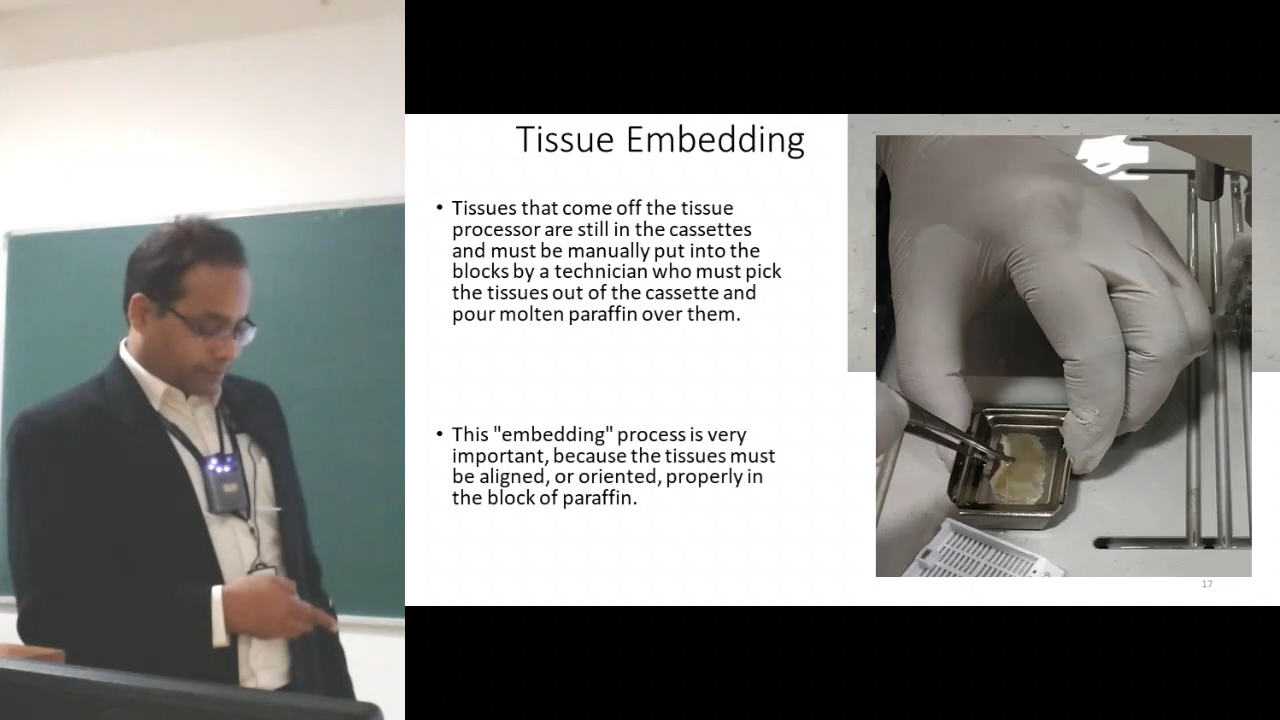 Tissue Embedding
• Tissues that come off the tissue
processor are still in the cassettes
and must be manually put into the
blocks by a technician who must pick
the tissues out of the cassette and
pour molten paraffin over them.
• This "embedding" process is very
important, because the tissues must
be aligned, or oriented, properly in
the block of paraffin.
17